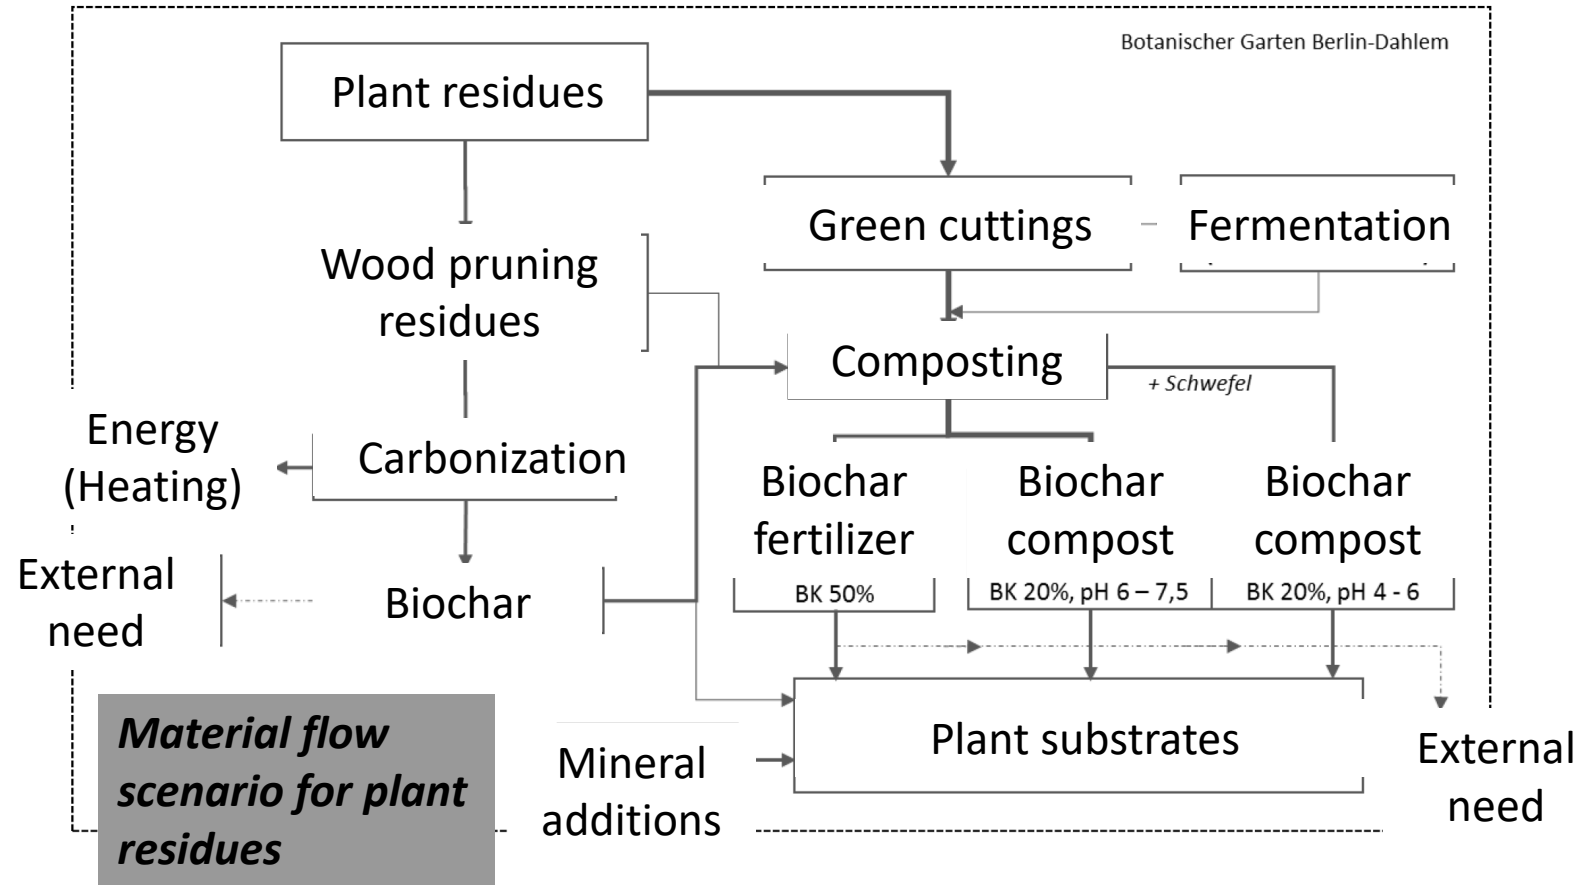 Botanischer Garten Berlin-Dahlem
Plant residues
Green cuttings
Fermentation
Wood pruning
residues
Composting
+ Schwefel
Energy
(Heating)
Carbonization
Biochar
fertilizer
BK 50%
Biochar
compost
BK 20%, pH 6 – 7,5
Biochar
compost
BK 20%, pH 4 - 6
External
need
Biochar
Material flow
scenario for plant
residues
Mineral
additions
Plant substrates
External
need